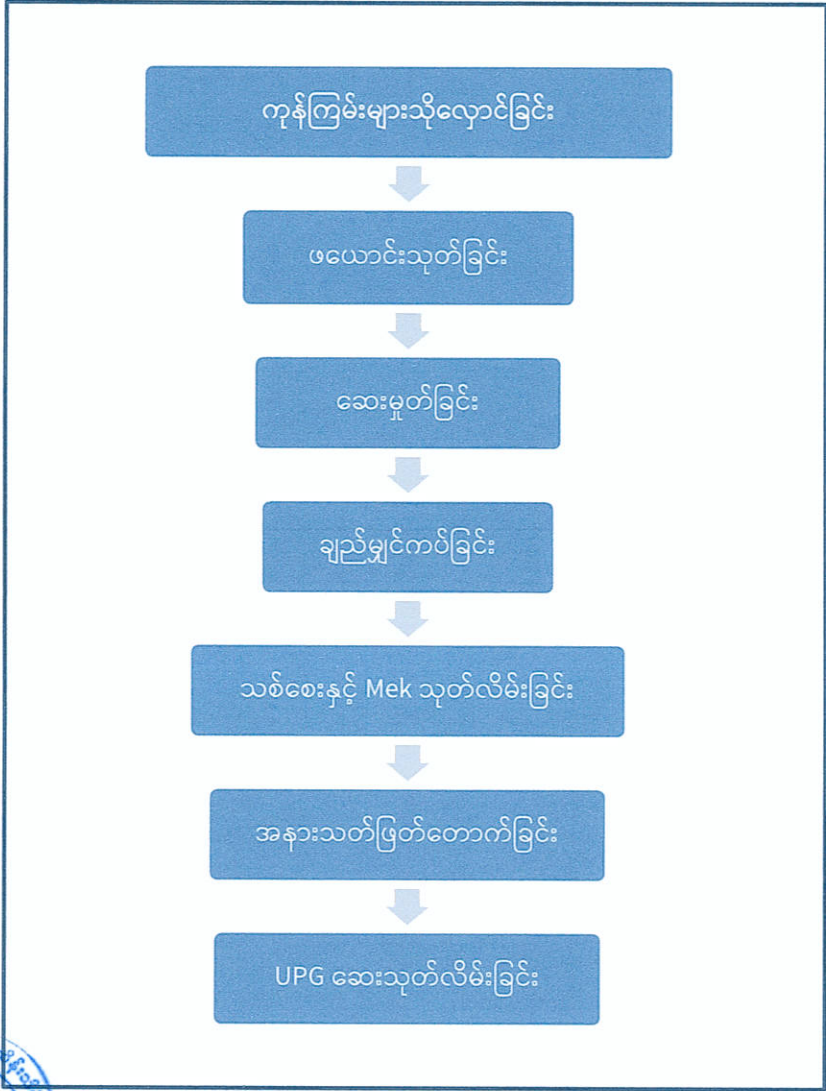 ကုန်ကြမ်းများသိုလှောင်ခြင်း
ဖယောင်းသုတ်ခြင်း
ဆေးမှုတ်ခြင်း
ချည်မျှင်ကပ်ခြင်း
သစ်စေးနှင့် Mek သုတ်လိမ်းခြင်း
အနားသတ်ဖြတ်တောက်ခြင်း
UPG ဆေးသုတ်လိမ်းခြင်း